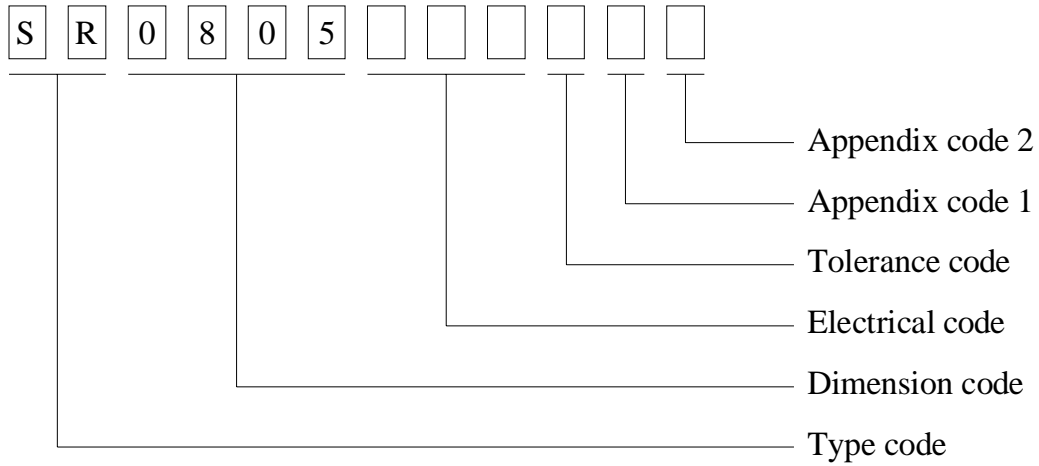 S R 0 8 0 5
Appendix code 2
Appendix code 1
Tolerance code
Electrical code
Dimension code
Type code